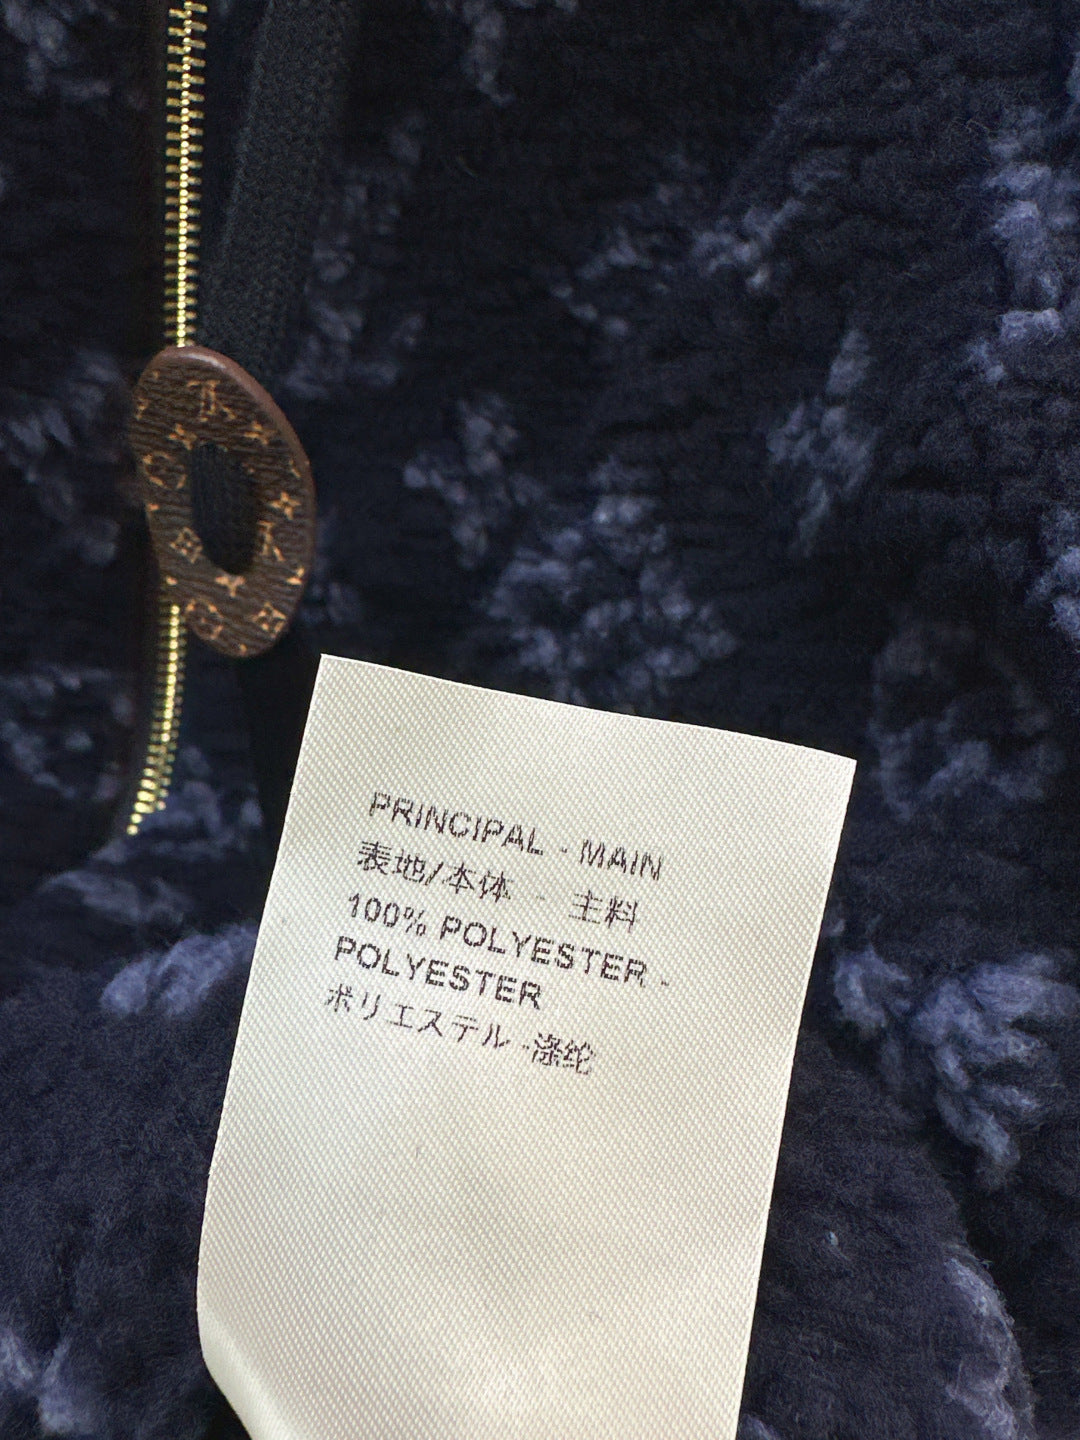 PRINCIPAL - MAIN
表地/本体 - 主料
100% POLYESTER -
POLYESTER
ポリエステル -涤纶